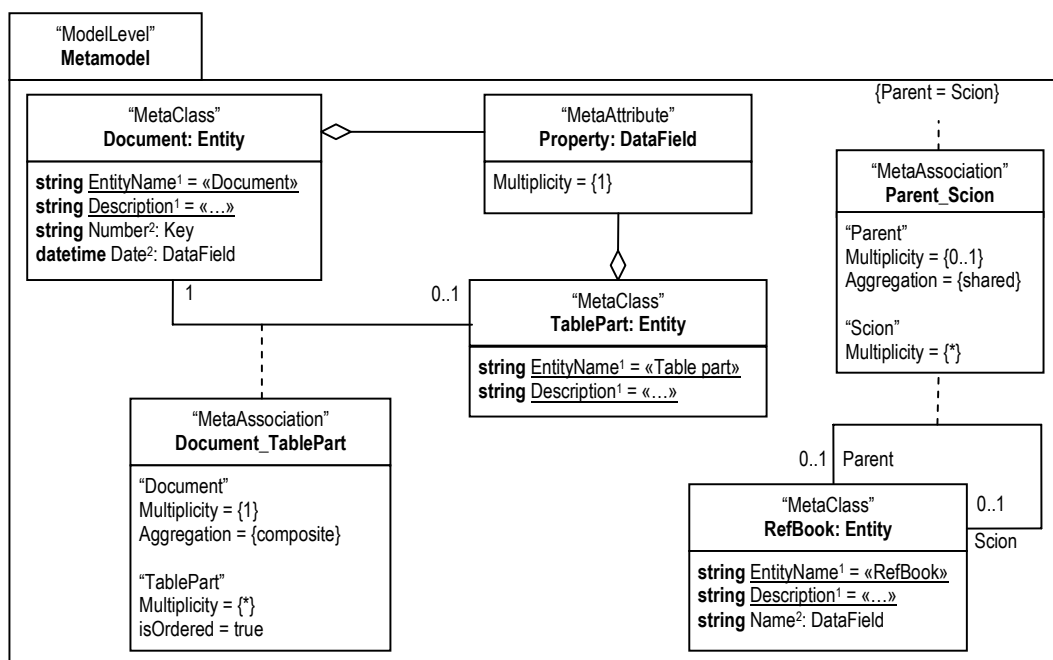 “ModelLevel”
Metamodel
“MetaClass”
Document: Entity
string EntityName¹ = «Document»
string Description¹ = «…»
string Number²: Key
datetime Date²: DataField
“MetaAttribute”
Property: DataField
Multiplicity = {1}
{Parent = Scion}
“MetaAssociation”
Parent_Scion
“Parent”
Multiplicity = {0..1}
Aggregation = {shared}
“Scion”
Multiplicity = {*}
1
0..1
“MetaClass”
TablePart: Entity
string EntityName¹ = «Table part»
string Description¹ = «…»
“MetaAssociation”
Document_TablePart
“Document”
Multiplicity = {1}
Aggregation = {composite}
“TablePart”
Multiplicity = {*}
isOrdered = true
0..1 Parent
“MetaClass”
RefBook: Entity
string EntityName¹ = «RefBook»
string Description¹ = «…»
string Name²: DataField
0..1
Scion